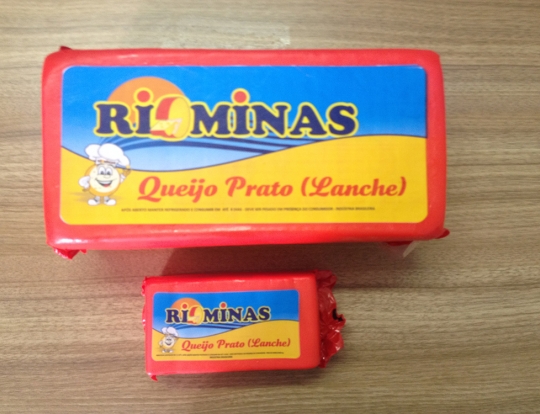 RIOMINAS
Queijo Prato (Lanche)
RIOMINAS
Queijo Prato (Lanche)